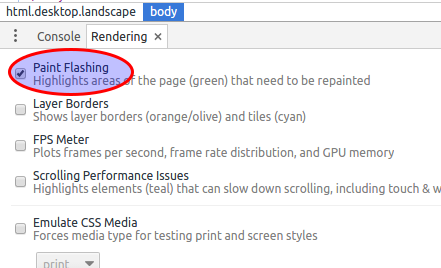 html.desktop.landscape body
Console Rendering ×
Paint Flashing
Highlights areas of the page (green) that need to be repainted
Layer Borders
Shows layer borders (orange/olive) and tiles (cyan)
FPS Meter
Plots frames per second, frame rate distribution, and GPU memory
Scrolling Performance Issues
Highlights elements (teal) that can slow down scrolling, including touch & w
Emulate CSS Media
Forces media type for testing print and screen styles
print